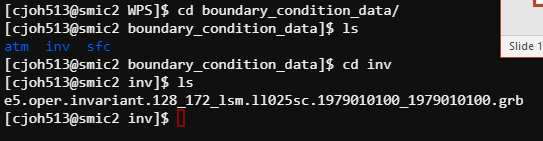 [cjoh513@smic2 WPS]$ cd boundary_condition_data/
[cjoh513@smic2 boundary_condition_data]$ ls
atm inv sfc
[cjoh513@smic2 boundary_condition_data]$ cd inv
[cjoh513@smic2 inv]$ ls
e5.oper.invariant.128_172_lsm.ll025sc.1979010100_1979010100.grb
[cjoh513@smic2 inv]$
Slide 1